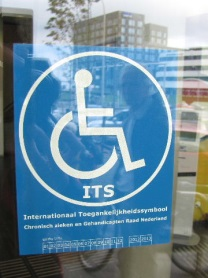 ITS
Internationaal Toegankelijkheidssymbool
Chronisch zieken en Gehandicapten Raad Nederland